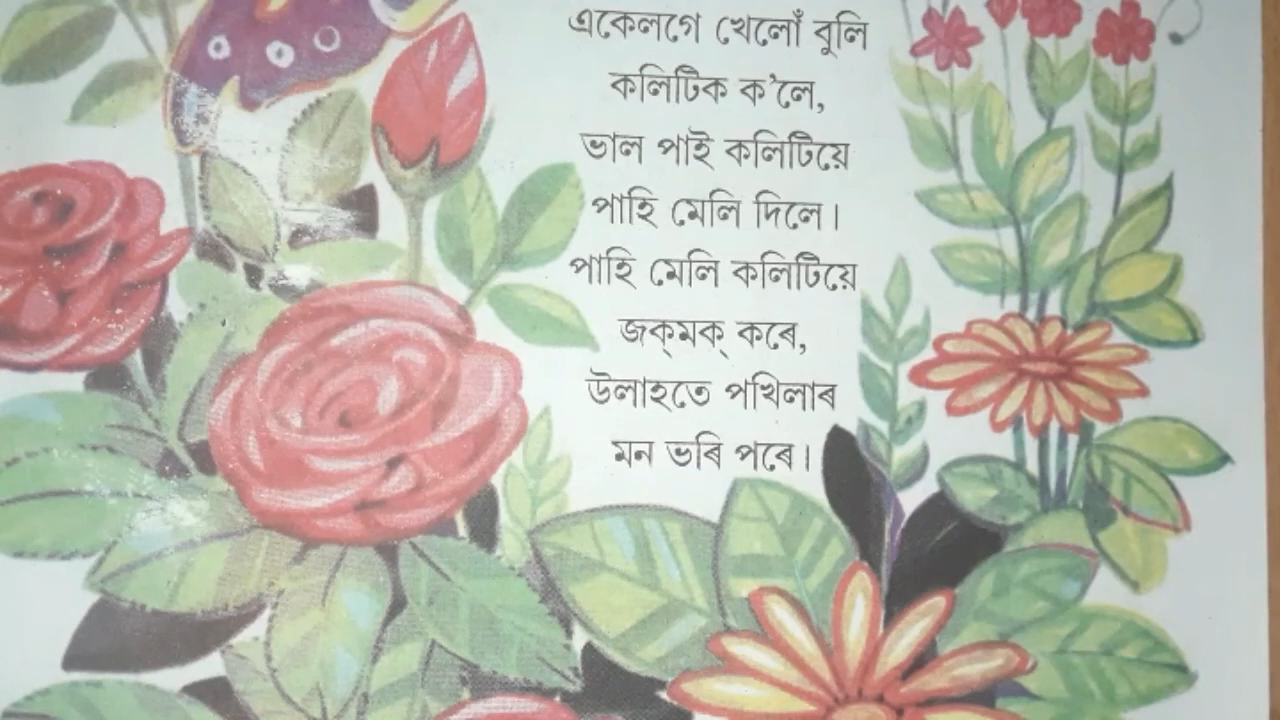 একেলগে খেলোঁ বুলি
কলিটিক ক'লে,
ভাল পাই কলিটিয়ে
পাহি মেলি দিলে।
পাহি মেলি কলিটিয়ে
জক্‌মক্‌ কৰে,
উলাহতে পখিলাৰ
মন ভৰি পৰে।